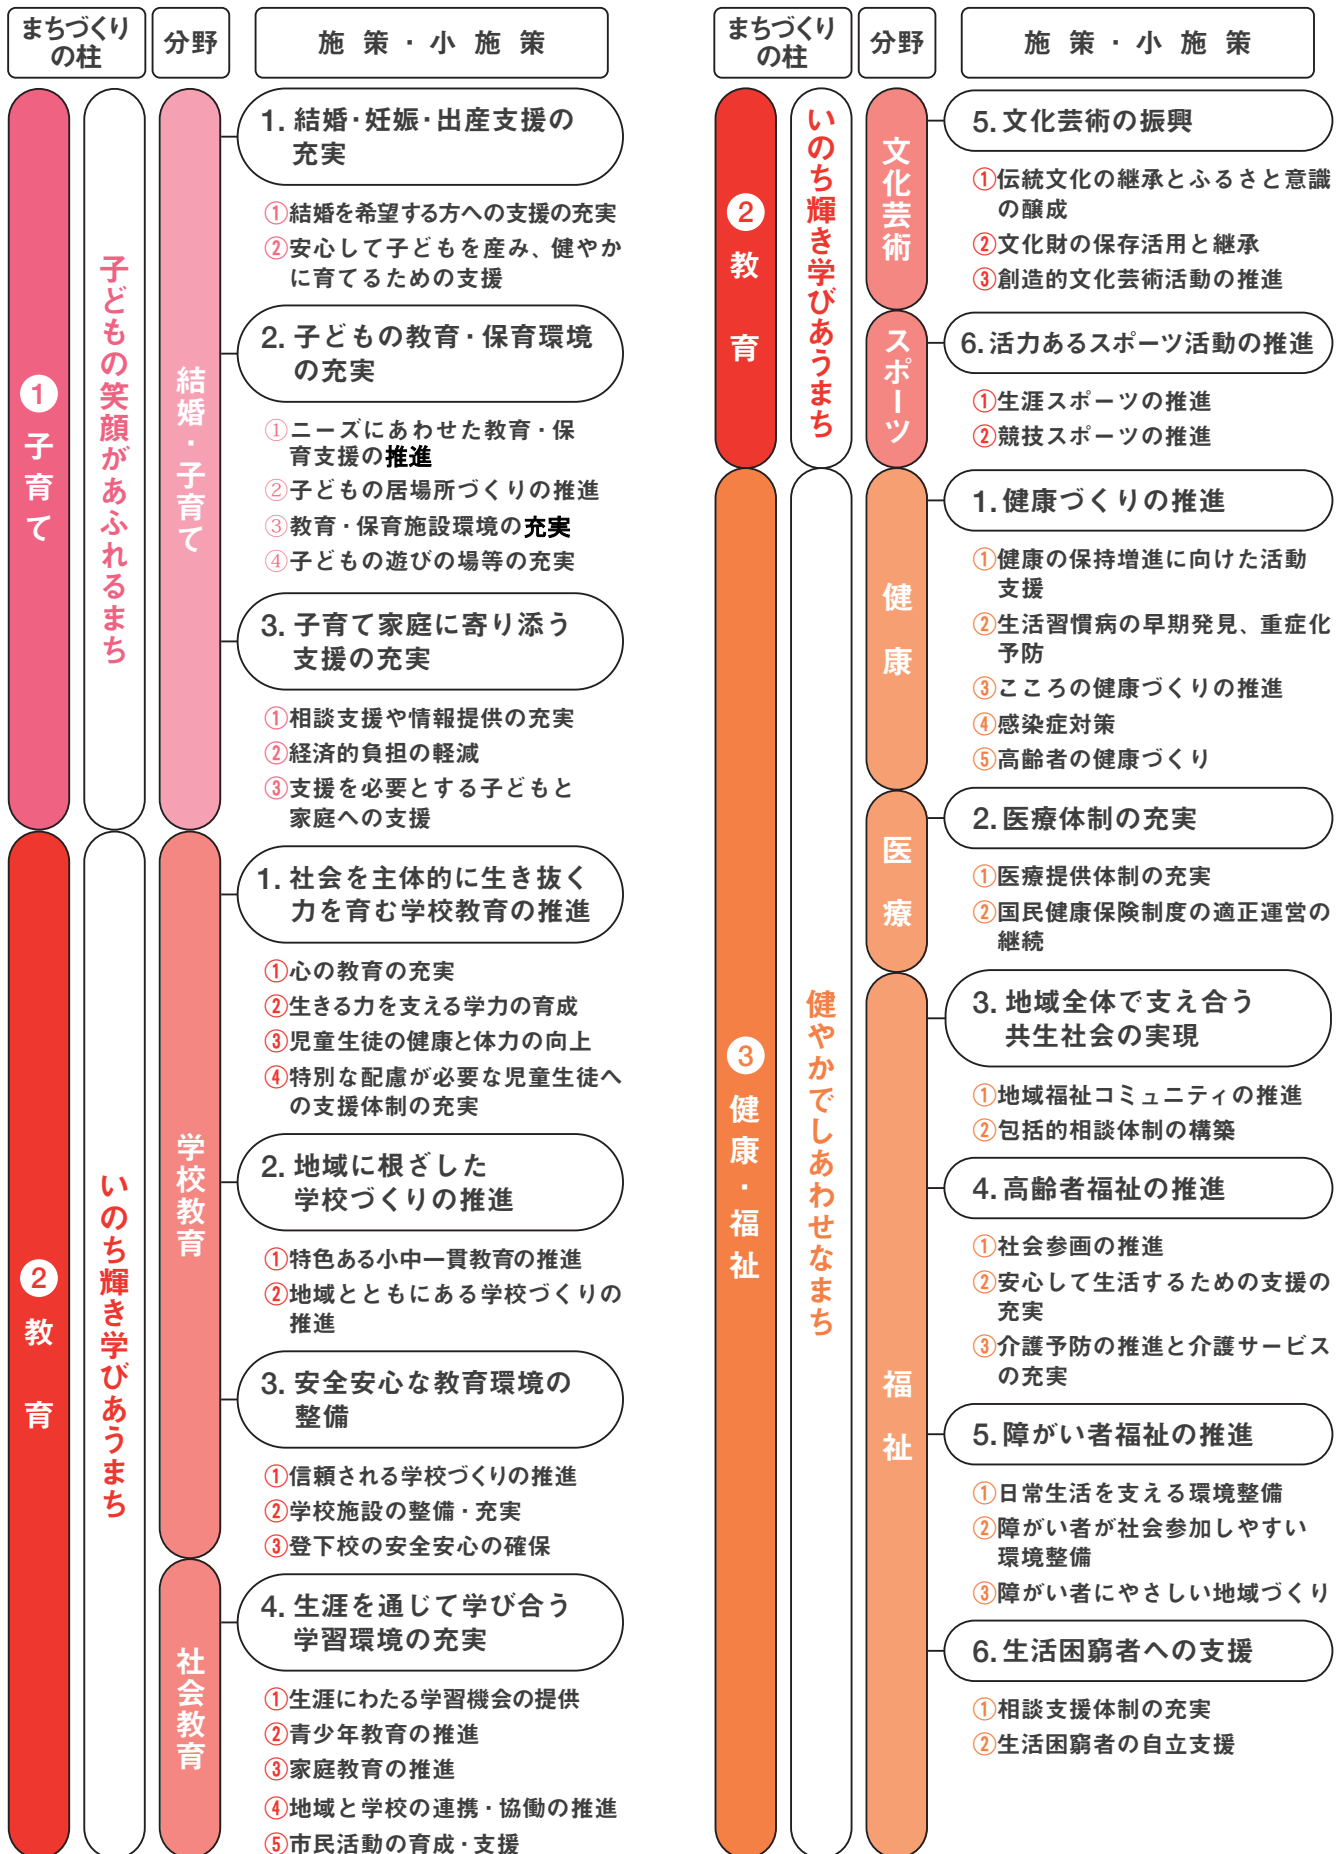 まちづくり
の柱
分野
施策・小施策
❶子育て
子どもの笑顔があふれるまち
結婚・子育て
1. 結婚・妊娠・出産支援の
充実
①結婚を希望する方への支援の充実
②安心して子どもを産み、健やか
に育てるための支援
2. 子どもの教育・保育環境
の充実
①ニーズにあわせた教育・保
育支援の推進
②子どもの居場所づくりの推進
③教育・保育施設環境の充実
④子どもの遊びの場等の充実
3. 子育て家庭に寄り添う
支援の充実
①相談支援や情報提供の充実
②経済的負担の軽減
③支援を必要とする子どもと
家庭への支援
❷教育
いのち輝き学びあうまち
学校教育
1. 社会を主体的に生き抜く
力を育む学校教育の推進
①心の教育の充実
②生きる力を支える学力の育成
③児童生徒の健康と体力の向上
④特別な配慮が必要な児童生徒へ
の支援体制の充実
2. 地域に根ざした
学校づくりの推進
①特色ある小中一貫教育の推進
②地域とともにある学校づくりの
推進
3. 安全安心な教育環境の
整備
①信頼される学校づくりの推進
②学校施設の整備・充実
③登下校の安全安心の確保
社会教育
4. 生涯を通じて学び合う
学習環境の充実
①生涯にわたる学習機会の提供
②青少年教育の推進
③家庭教育の推進
④地域と学校の連携・協働の推進
⑤市民活動の育成・支援
まちづくり
の柱
分野
施策・小施策
❷教育
いのち輝き学びあうまち
文化芸術
5. 文化芸術の振興
①伝統文化の継承とふるさと意識
の醸成
②文化財の保存活用と継承
③創造的文化芸術活動の推進
スポーツ
6. 活力あるスポーツ活動の推進
①生涯スポーツの推進
②競技スポーツの推進
❸健康・福祉
健やかでしあわせなまち
健康
1. 健康づくりの推進
①健康の保持増進に向けた活動
支援
②生活習慣病の早期発見、重症化
予防
③こころの健康づくりの推進
④感染症対策
⑤高齢者の健康づくり
医療
2. 医療体制の充実
①医療提供体制の充実
②国民健康保険制度の適正運営の
継続
福祉
3. 地域全体で支え合う
共生社会の実現
①地域福祉コミュニティの推進
②包括的相談体制の構築
4. 高齢者福祉の推進
①社会参画の推進
②安心して生活するための支援の
充実
③介護予防の推進と介護サービス
の充実
5. 障がい者福祉の推進
①日常生活を支える環境整備
②障がい者が社会参加しやすい
環境整備
③障がい者にやさしい地域づくり
6. 生活困窮者への支援
①相談支援体制の充実
②生活困窮者の自立支援